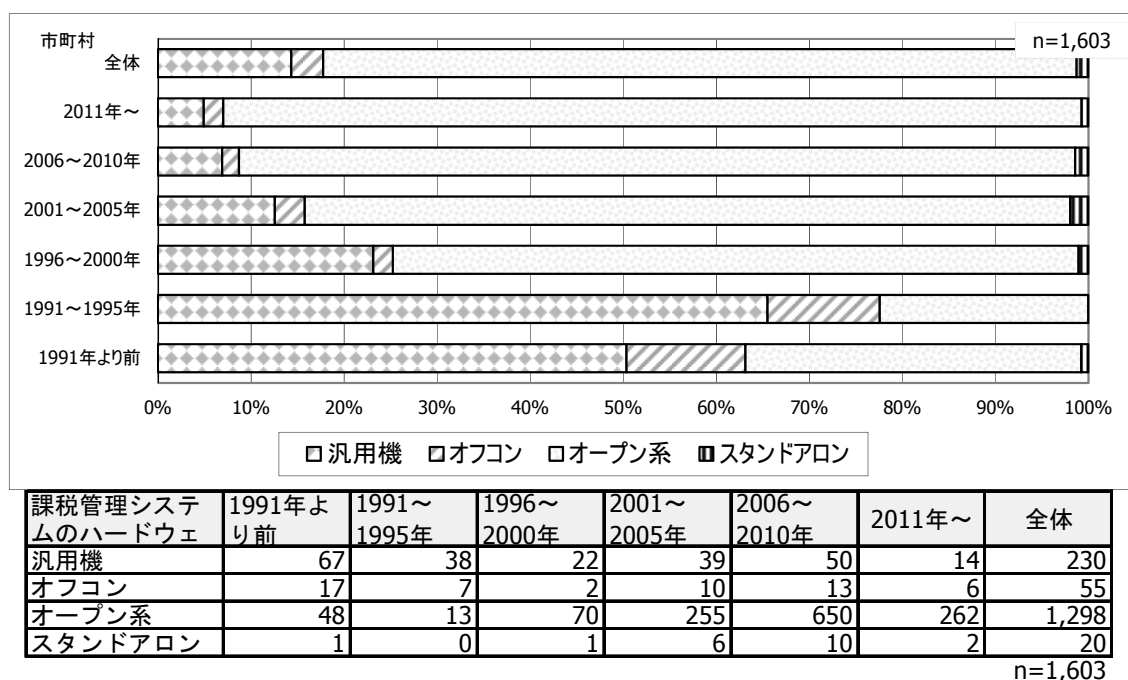 市町村
n=1,603
全体
2011年～
2006～2010年
2001～2005年
1996～2000年
1991～1995年
1991年より前
0% 10% 20% 30% 40% 50% 60% 70% 80% 90% 100%
汎用機 オフコン オープン系 スタンドアロン
課税管理システムのハードウェ 1991年より前 1991～1995年 1996～2000年 2001～2005年 2006～2010年 2011年～ 全体
汎用機 67 38 22 39 50 14 230
オフコン 17 7 2 10 13 6 55
オープン系 48 13 70 255 650 262 1,298
スタンドアロン 1 0 1 6 10 2 20
n=1,603